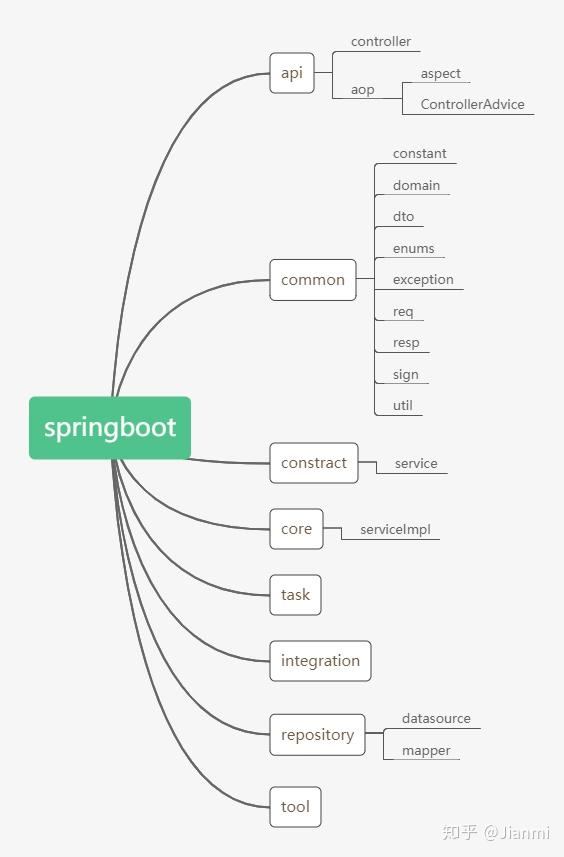 controller
api
aop
aspect
ControllerAdvice
constant
domain
dto
enums
common
exception
req
resp
sign
util
springboot
constract
service
core
serviceImpl
task
integration
repository
datasource
mapper
tool
知乎 @Jianmi